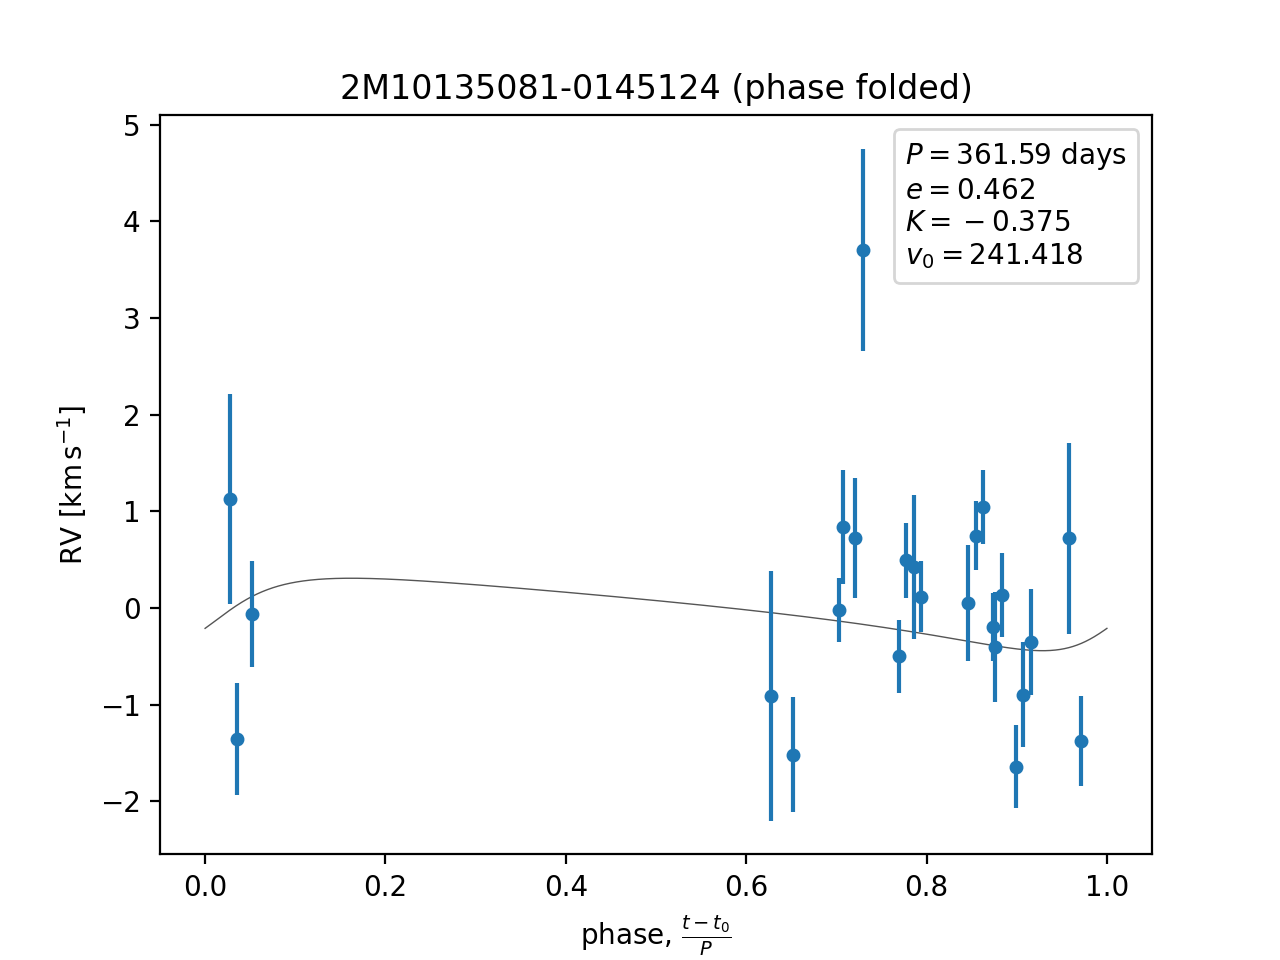 2M10135081-0145124 (phase folded)
P = 361.59 days
e = 0.462
K = −0.375
v₀ = 241.418
5
4
3
2
1
0
−1
−2
RV [km s⁻¹]
0.0 0.2 0.4 0.6 0.8 1.0
phase, (t − t₀)/P